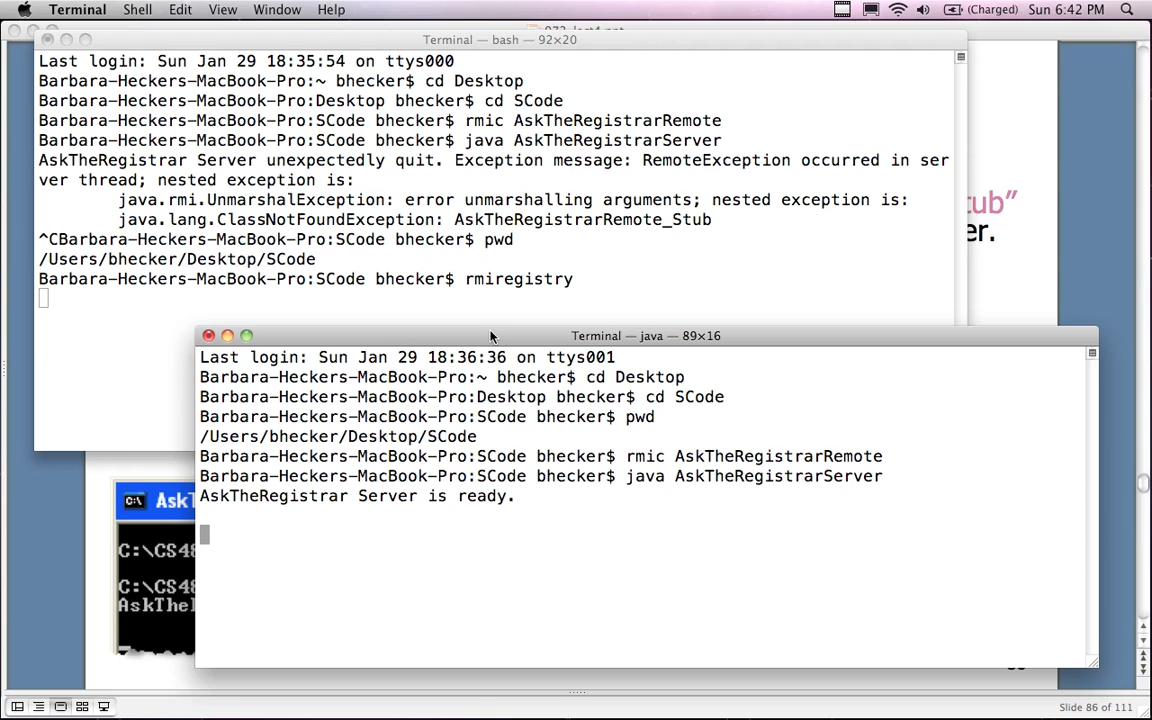 Terminal Shell Edit View Window Help (Charged) Sun 6:42 PM
Terminal — bash — 92×20
Last login: Sun Jan 29 18:35:54 on ttys000
Barbara-Heckers-MacBook-Pro:~ bhecker$ cd Desktop
Barbara-Heckers-MacBook-Pro:Desktop bhecker$ cd SCode
Barbara-Heckers-MacBook-Pro:SCode bhecker$ rmic AskTheRegistrarRemote
Barbara-Heckers-MacBook-Pro:SCode bhecker$ java AskTheRegistrarServer
AskTheRegistrar Server unexpectedly quit. Exception message: RemoteException occurred in ser
ver thread; nested exception is:
java.rmi.UnmarshalException: error unmarshalling arguments; nested exception is:
java.lang.ClassNotFoundException: AskTheRegistrarRemote_Stub
^CBarbara-Heckers-MacBook-Pro:SCode bhecker$ pwd
/Users/bhecker/Desktop/SCode
Barbara-Heckers-MacBook-Pro:SCode bhecker$ rmiregistry
tub”
er.
Terminal — java — 89×16
Last login: Sun Jan 29 18:36:36 on ttys001
Barbara-Heckers-MacBook-Pro:~ bhecker$ cd Desktop
Barbara-Heckers-MacBook-Pro:Desktop bhecker$ cd SCode
Barbara-Heckers-MacBook-Pro:SCode bhecker$ pwd
/Users/bhecker/Desktop/SCode
Barbara-Heckers-MacBook-Pro:SCode bhecker$ rmic AskTheRegistrarRemote
Barbara-Heckers-MacBook-Pro:SCode bhecker$ java AskTheRegistrarServer
AskTheRegistrar Server is ready.
C:\ AskT
C:\CS48
C:\CS48
AskThe
Slide 86 of 111